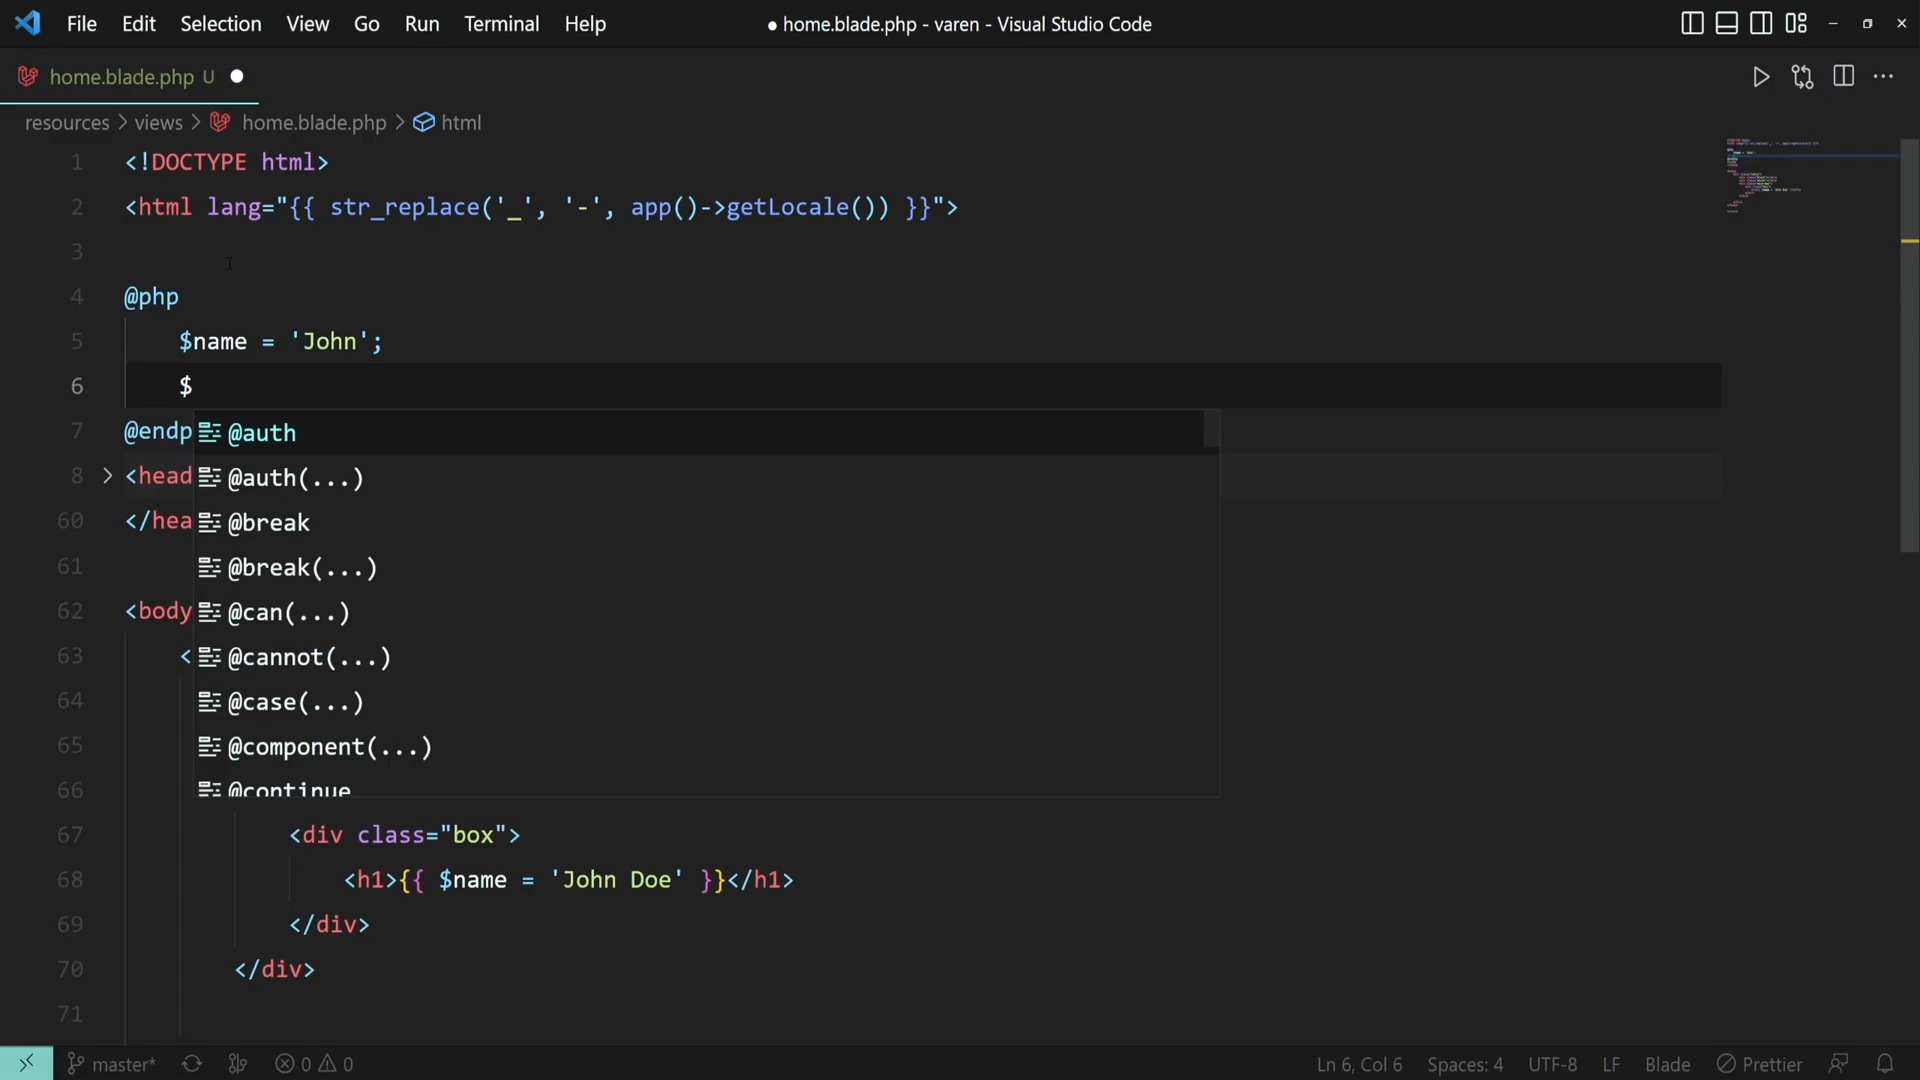 File Edit Selection View Go Run Terminal Help ● home.blade.php - varen - Visual Studio Code
home.blade.php U ●
resources > views > home.blade.php > html
1 <!DOCTYPE html>
2 <html lang="{{ str_replace('_', '-', app()->getLocale()) }}">
3
4 @php
5 $name = 'John';
6 $
7 @endp @auth
8 <head @auth(...)
60 </hea @break
61 @break(...)
62 <body @can(...)
63 < @cannot(...)
64 @case(...)
65 @component(...)
66 @continue
67 <div class="box">
68 <h1>{{ $name = 'John Doe' }}</h1>
69 </div>
70 </div>
71
master* 0 0 Ln 6, Col 6 Spaces: 4 UTF-8 LF Blade Prettier